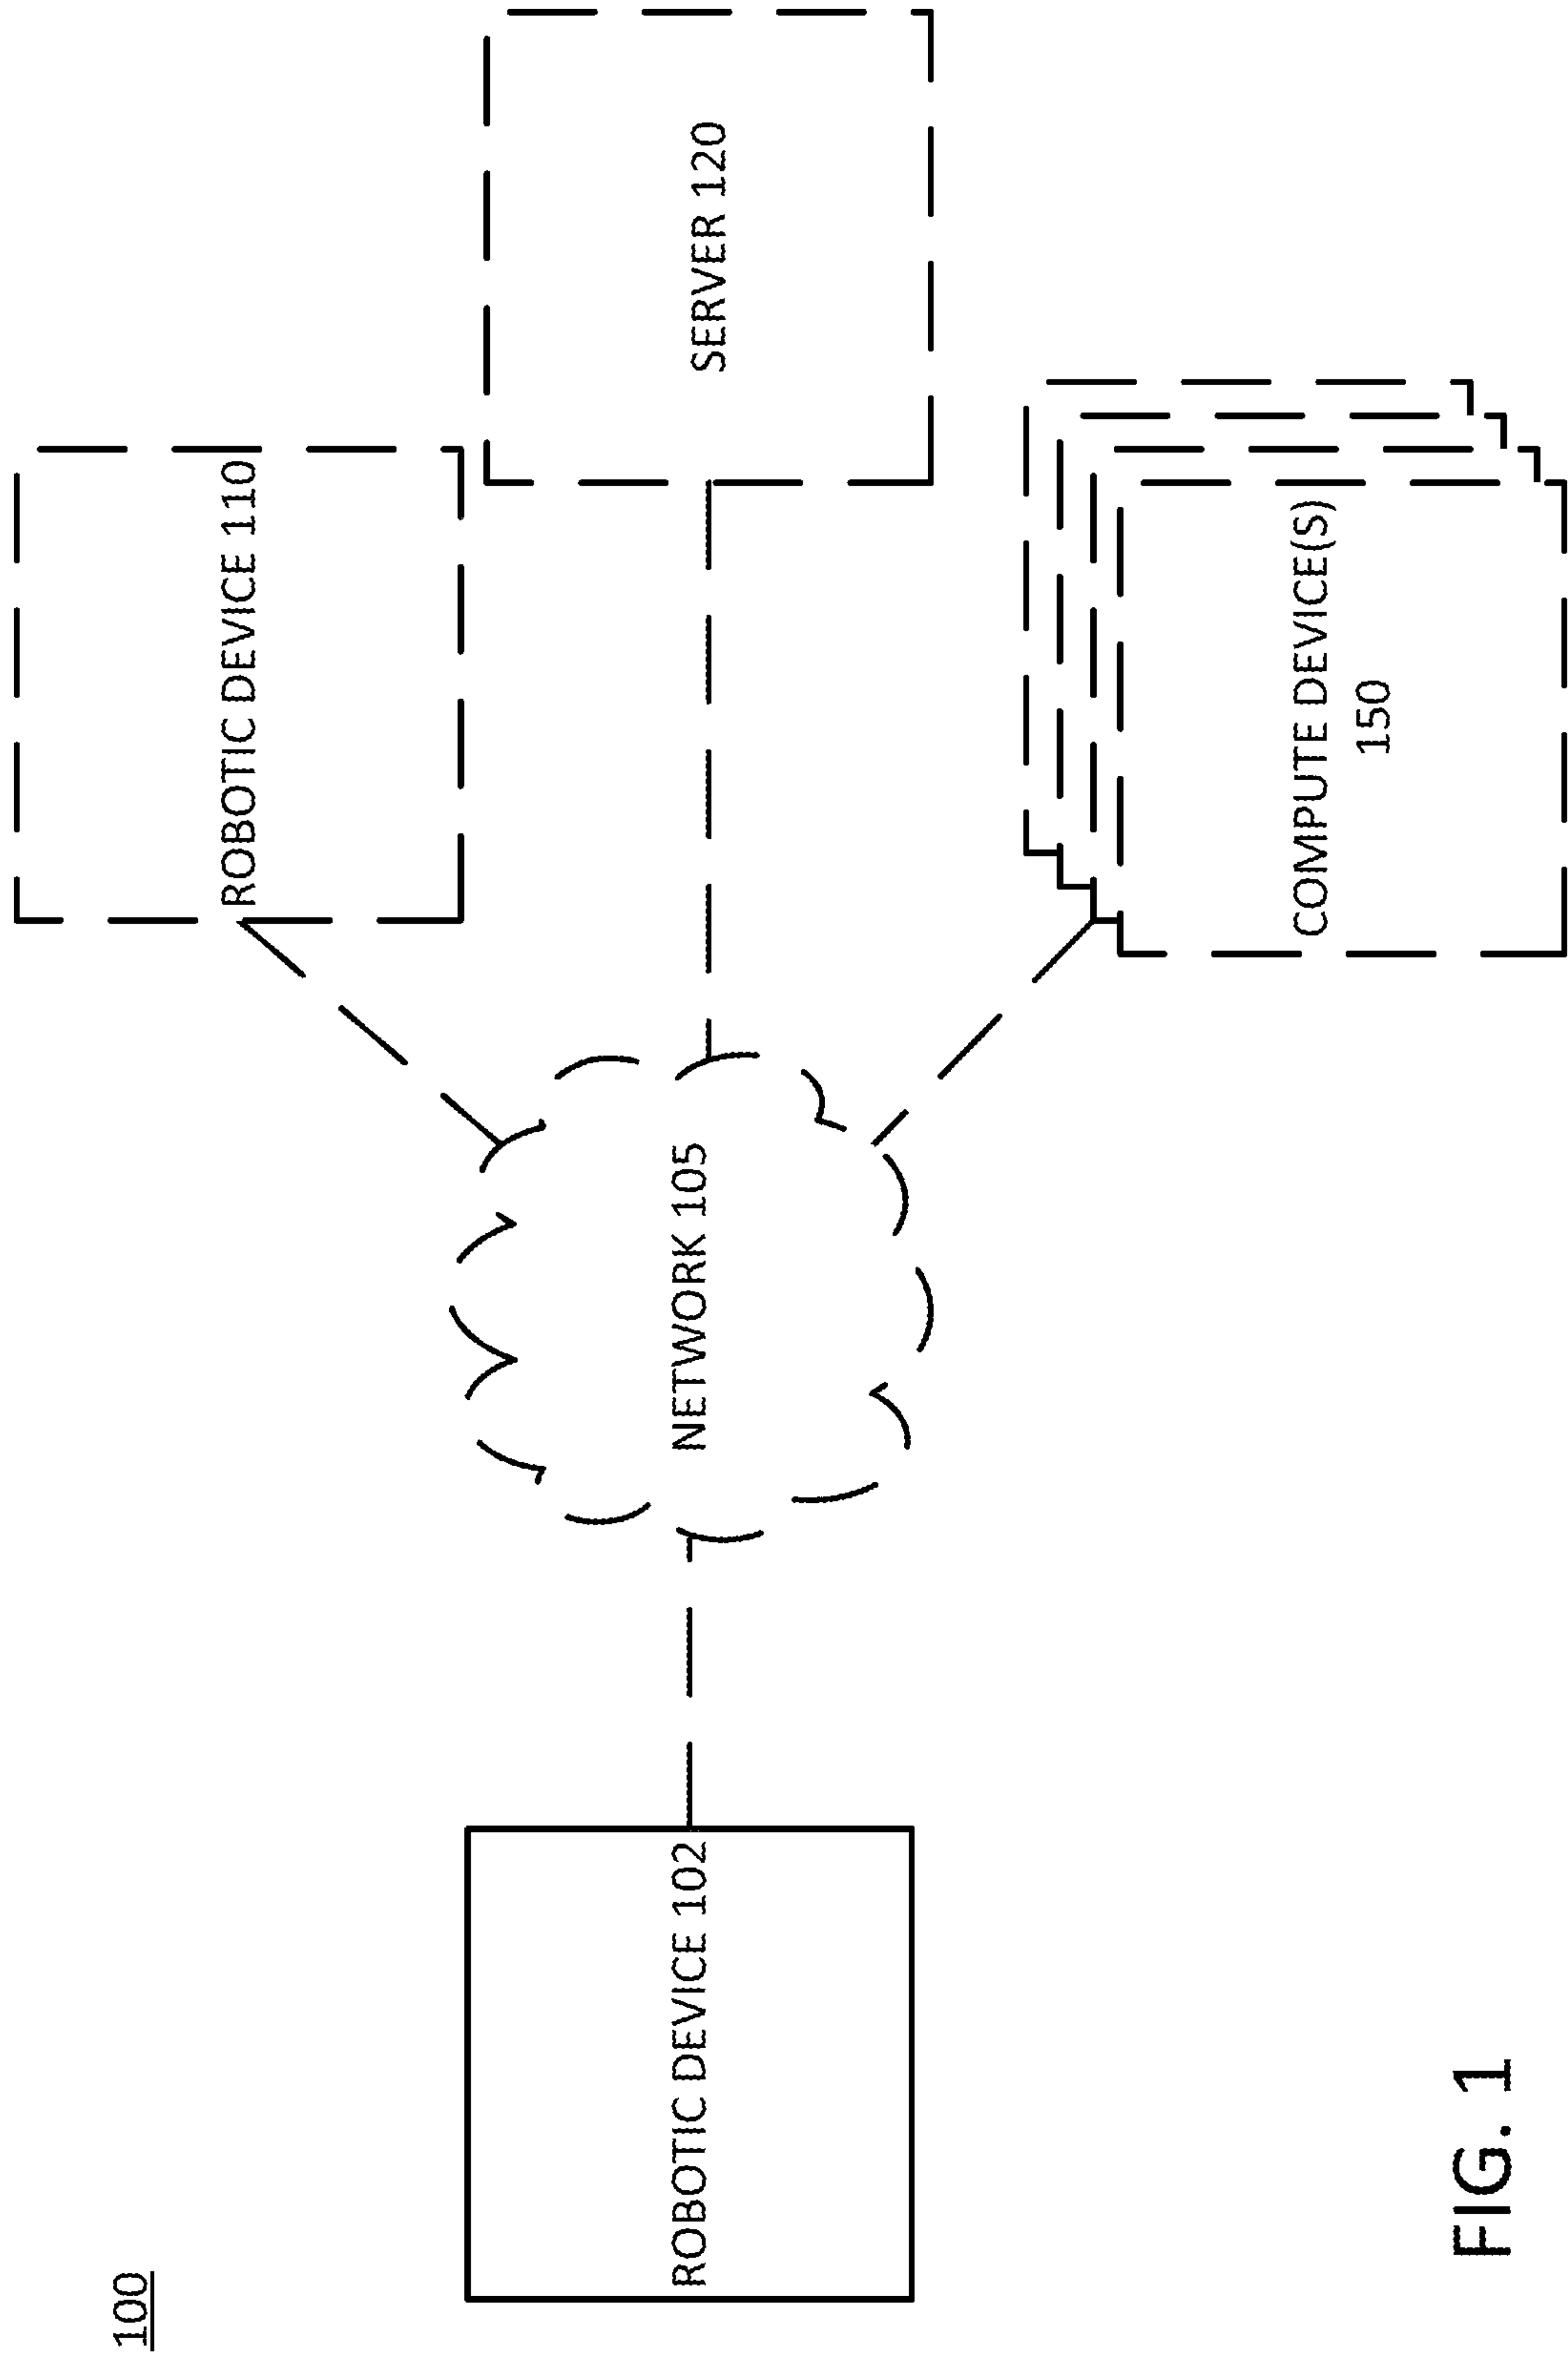 100
ROBOTIC DEVICE 110
ROBOTIC DEVICE 102
NETWORK 105
SERVER 120
COMPUTE DEVICE(S)
150
FIG. 1